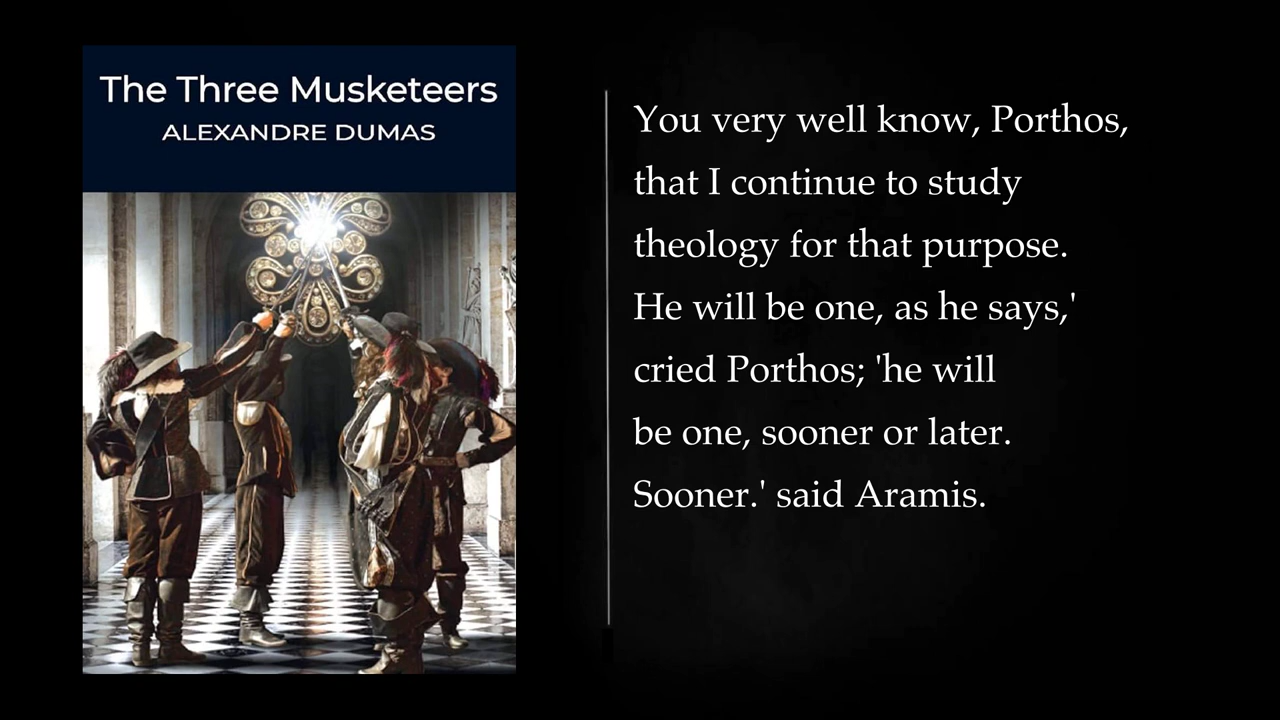 The Three Musketeers
ALEXANDRE DUMAS
You very well know, Porthos,
that I continue to study
theology for that purpose.
He will be one, as he says,'
cried Porthos; 'he will
be one, sooner or later.
Sooner.' said Aramis.